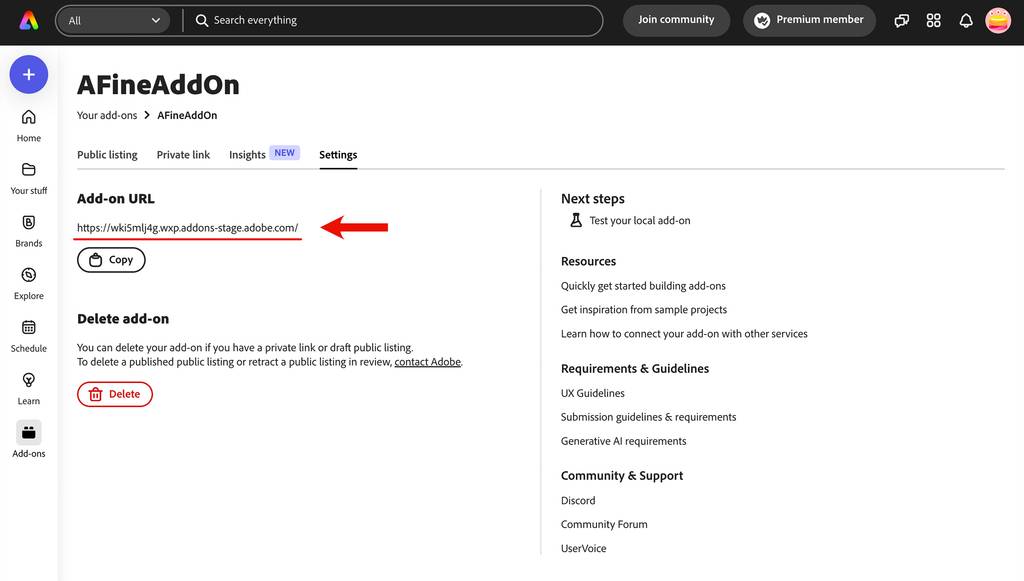 All
Search everything
Join community
Premium member
Home
Your stuff
Brands
Explore
Schedule
Learn
Add-ons
AFineAddOn
Your add-ons > AFineAddOn
Public listing Private link Insights NEW Settings
Add-on URL
https://wki5mlj4g.wxp.addons-stage.adobe.com/
Copy
Delete add-on
You can delete your add-on if you have a private link or draft public listing.
To delete a published public listing or retract a public listing in review, contact Adobe.
Delete
Next steps
Test your local add-on
Resources
Quickly get started building add-ons
Get inspiration from sample projects
Learn how to connect your add-on with other services
Requirements & Guidelines
UX Guidelines
Submission guidelines & requirements
Generative AI requirements
Community & Support
Discord
Community Forum
UserVoice